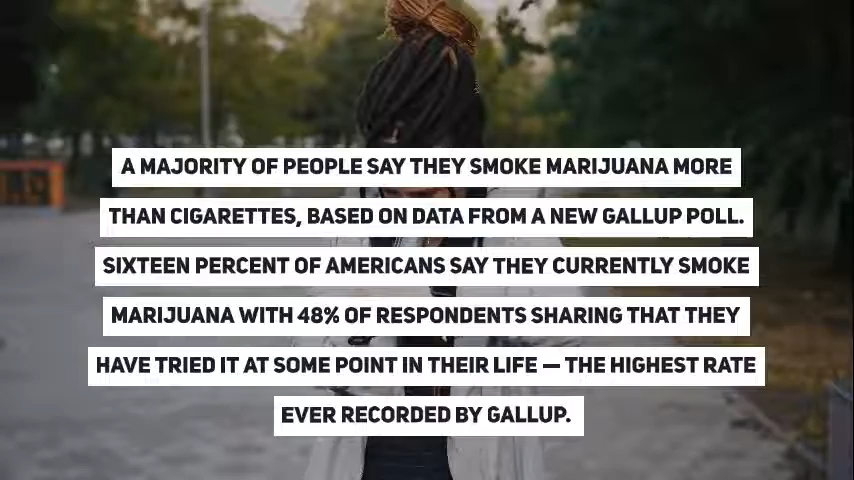 A MAJORITY OF PEOPLE SAY THEY SMOKE MARIJUANA MORE
THAN CIGARETTES, BASED ON DATA FROM A NEW GALLUP POLL.
SIXTEEN PERCENT OF AMERICANS SAY THEY CURRENTLY SMOKE
MARIJUANA WITH 48% OF RESPONDENTS SHARING THAT THEY
HAVE TRIED IT AT SOME POINT IN THEIR LIFE — THE HIGHEST RATE
EVER RECORDED BY GALLUP.